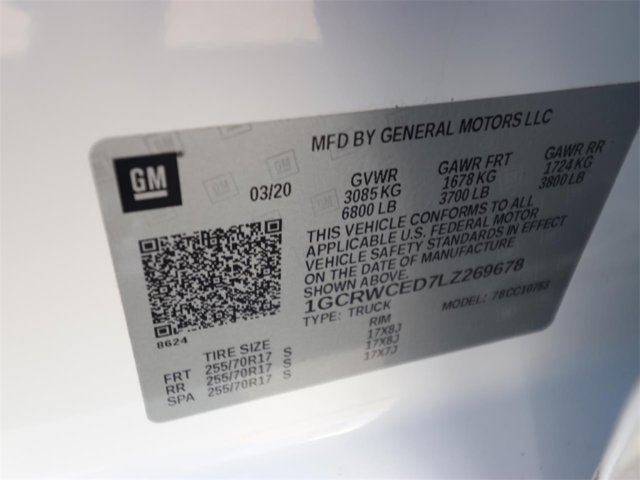 MFD BY GENERAL MOTORS LLC
GM
03/20
GVWR GAWR FRT GAWR RR
3085 KG 1678 KG 1724 KG
6800 LB 3700 LB 3800 LB
THIS VEHICLE CONFORMS TO ALL
APPLICABLE U.S. FEDERAL MOTOR
VEHICLE SAFETY STANDARDS IN EFFECT
ON THE DATE OF MANUFACTURE
SHOWN ABOVE.
1GCRWCED7LZ269678
TYPE: TRUCK MODEL: 78CC10753
8624
TIRE SIZE RIM
FRT 255/70R17 S 17X8J
RR 255/70R17 S 17X8J
SPA 255/70R17 S 17X7J